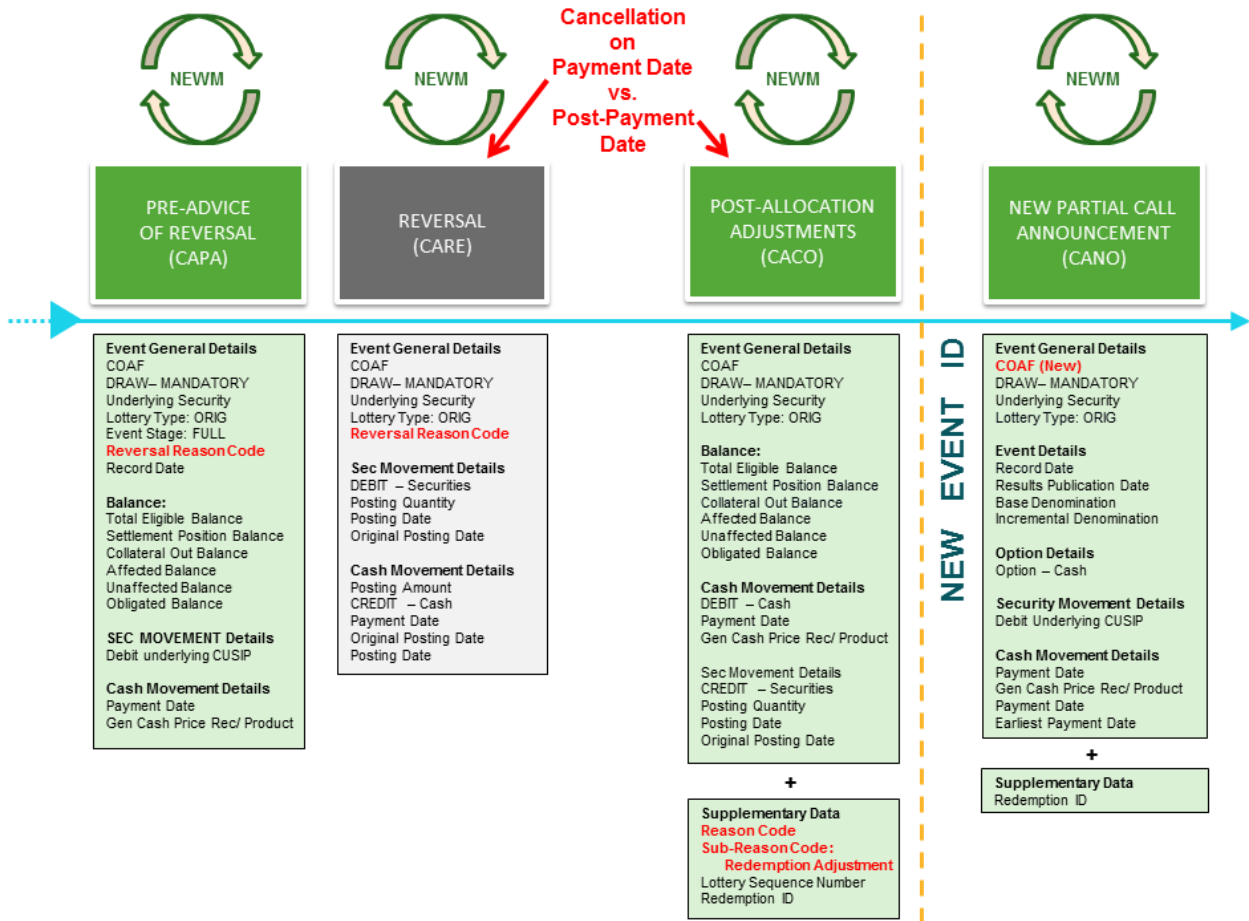 Cancellation
on
Payment Date
vs.
Post-Payment
Date
NEWM
NEWM
NEWM
NEWM
PRE-ADVICE
OF REVERSAL
(CAPA)
REVERSAL
(CARE)
POST-ALLOCATION
ADJUSTMENTS
(CACO)
NEW PARTIAL CALL
ANNOUNCEMENT
(CANO)
Event General Details
COAF
DRAW– MANDATORY
Underlying Security
Lottery Type: ORIG
Event Stage: FULL
Reversal Reason Code
Record Date
Balance:
Total Eligible Balance
Settlement Position Balance
Collateral Out Balance
Affected Balance
Unaffected Balance
Obligated Balance
SEC MOVEMENT Details
Debit underlying CUSIP
Cash Movement Details
Payment Date
Gen Cash Price Rec/ Product
Event General Details
COAF
DRAW– MANDATORY
Underlying Security
Lottery Type: ORIG
Reversal Reason Code
Sec Movement Details
DEBIT – Securities
Posting Quantity
Posting Date
Original Posting Date
Cash Movement Details
Posting Amount
CREDIT – Cash
Payment Date
Original Posting Date
Posting Date
Event General Details
COAF
DRAW– MANDATORY
Underlying Security
Lottery Type: ORIG
Balance:
Total Eligible Balance
Settlement Position Balance
Collateral Out Balance
Affected Balance
Unaffected Balance
Obligated Balance
Cash Movement Details
DEBIT – Cash
Payment Date
Gen Cash Price Rec/ Product
Sec Movement Details
CREDIT – Securities
Posting Quantity
Posting Date
Original Posting Date
+
Supplementary Data
Reason Code
Sub-Reason Code:
Redemption Adjustment
Lottery Sequence Number
Redemption ID
NEW EVENT ID
Event General Details
COAF (New)
DRAW– MANDATORY
Underlying Security
Lottery Type: ORIG
Event Details
Record Date
Results Publication Date
Base Denomination
Incremental Denomination
Option Details
Option – Cash
Security Movement Details
Debit Underlying CUSIP
Cash Movement Details
Payment Date
Gen Cash Price Rec/ Product
Payment Date
Earliest Payment Date
+
Supplementary Data
Redemption ID